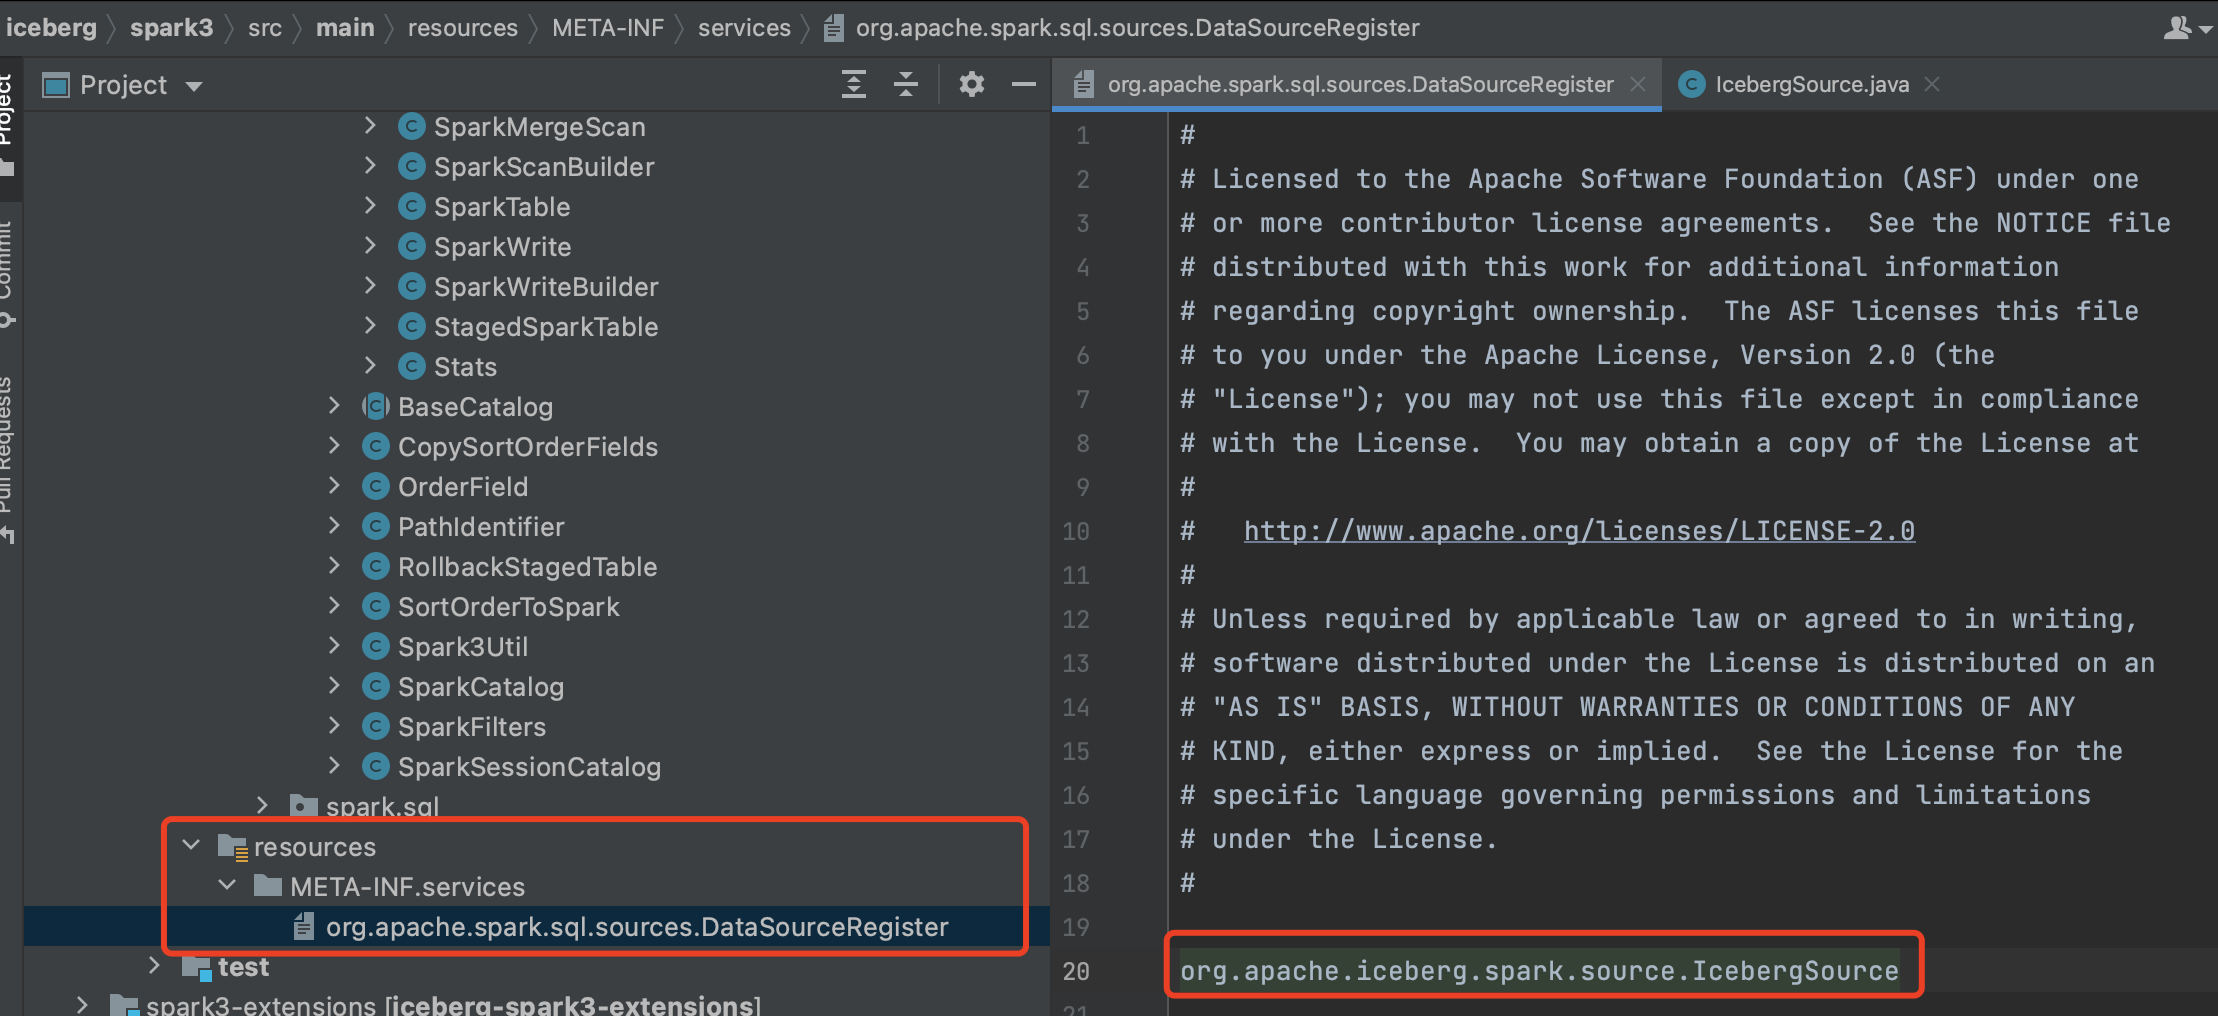 iceberg spark3 src main resources META-INF services org.apache.spark.sql.sources.DataSourceRegister
Project
Commit
Pull Requests
Project
SparkMergeScan
SparkScanBuilder
SparkTable
SparkWrite
SparkWriteBuilder
StagedSparkTable
Stats
BaseCatalog
CopySortOrderFields
OrderField
PathIdentifier
RollbackStagedTable
SortOrderToSpark
Spark3Util
SparkCatalog
SparkFilters
SparkSessionCatalog
spark.sql
resources
META-INF.services
org.apache.spark.sql.sources.DataSourceRegister
test
spark3-extensions [iceberg-spark3-extensions]
org.apache.spark.sql.sources.DataSourceRegister IcebergSource.java
1 #
2 # Licensed to the Apache Software Foundation (ASF) under one
3 # or more contributor license agreements.  See the NOTICE file
4 # distributed with this work for additional information
5 # regarding copyright ownership.  The ASF licenses this file
6 # to you under the Apache License, Version 2.0 (the
7 # "License"); you may not use this file except in compliance
8 # with the License.  You may obtain a copy of the License at
9 #
10 #   http://www.apache.org/licenses/LICENSE-2.0
11 #
12 # Unless required by applicable law or agreed to in writing,
13 # software distributed under the License is distributed on an
14 # "AS IS" BASIS, WITHOUT WARRANTIES OR CONDITIONS OF ANY
15 # KIND, either express or implied.  See the License for the
16 # specific language governing permissions and limitations
17 # under the License.
18 #
19
20 org.apache.iceberg.spark.source.IcebergSource
21